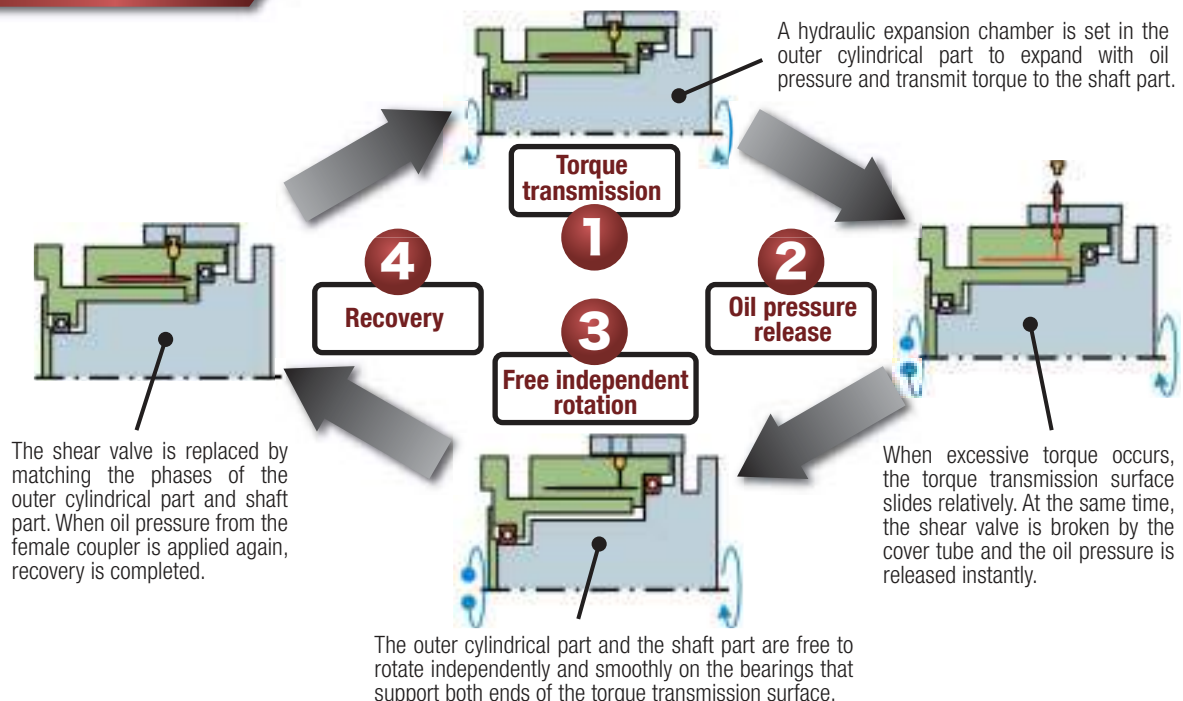 A hydraulic expansion chamber is set in the
outer cylindrical part to expand with oil
pressure and transmit torque to the shaft part.
Torque
transmission
1
2
Oil pressure
release
When excessive torque occurs,
the torque transmission surface
slides relatively. At the same time,
the shear valve is broken by the
cover tube and the oil pressure is
released instantly.
3
Free independent
rotation
The outer cylindrical part and the shaft part are free to
rotate independently and smoothly on the bearings that
support both ends of the torque transmission surface.
4
Recovery
The shear valve is replaced by
matching the phases of the
outer cylindrical part and shaft
part. When oil pressure from the
female coupler is applied again,
recovery is completed.